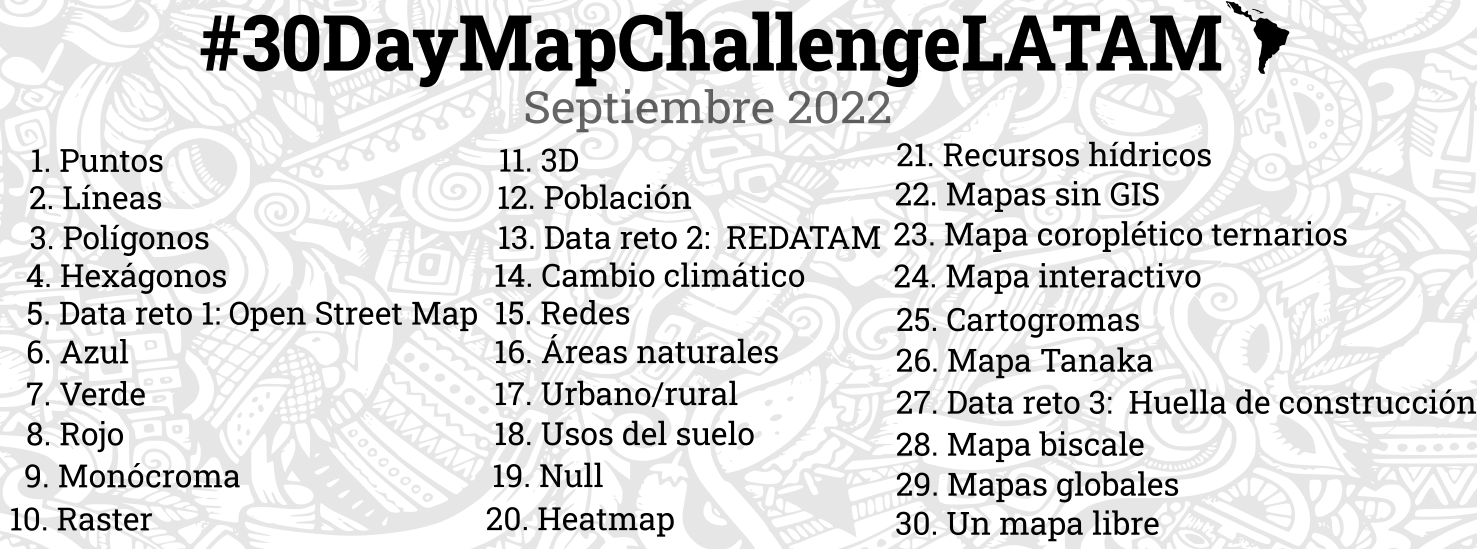 #30DayMapChallengeLATAM
Septiembre 2022
1. Puntos
2. Líneas
3. Polígonos
4. Hexágonos
5. Data reto 1: Open Street Map
6. Azul
7. Verde
8. Rojo
9. Monócroma
10. Raster
11. 3D
12. Población
13. Data reto 2: REDATAM
14. Cambio climático
15. Redes
16. Áreas naturales
17. Urbano/rural
18. Usos del suelo
19. Null
20. Heatmap
21. Recursos hídricos
22. Mapas sin GIS
23. Mapa coroplético ternarios
24. Mapa interactivo
25. Cartogromas
26. Mapa Tanaka
27. Data reto 3: Huella de construcción
28. Mapa biscale
29. Mapas globales
30. Un mapa libre